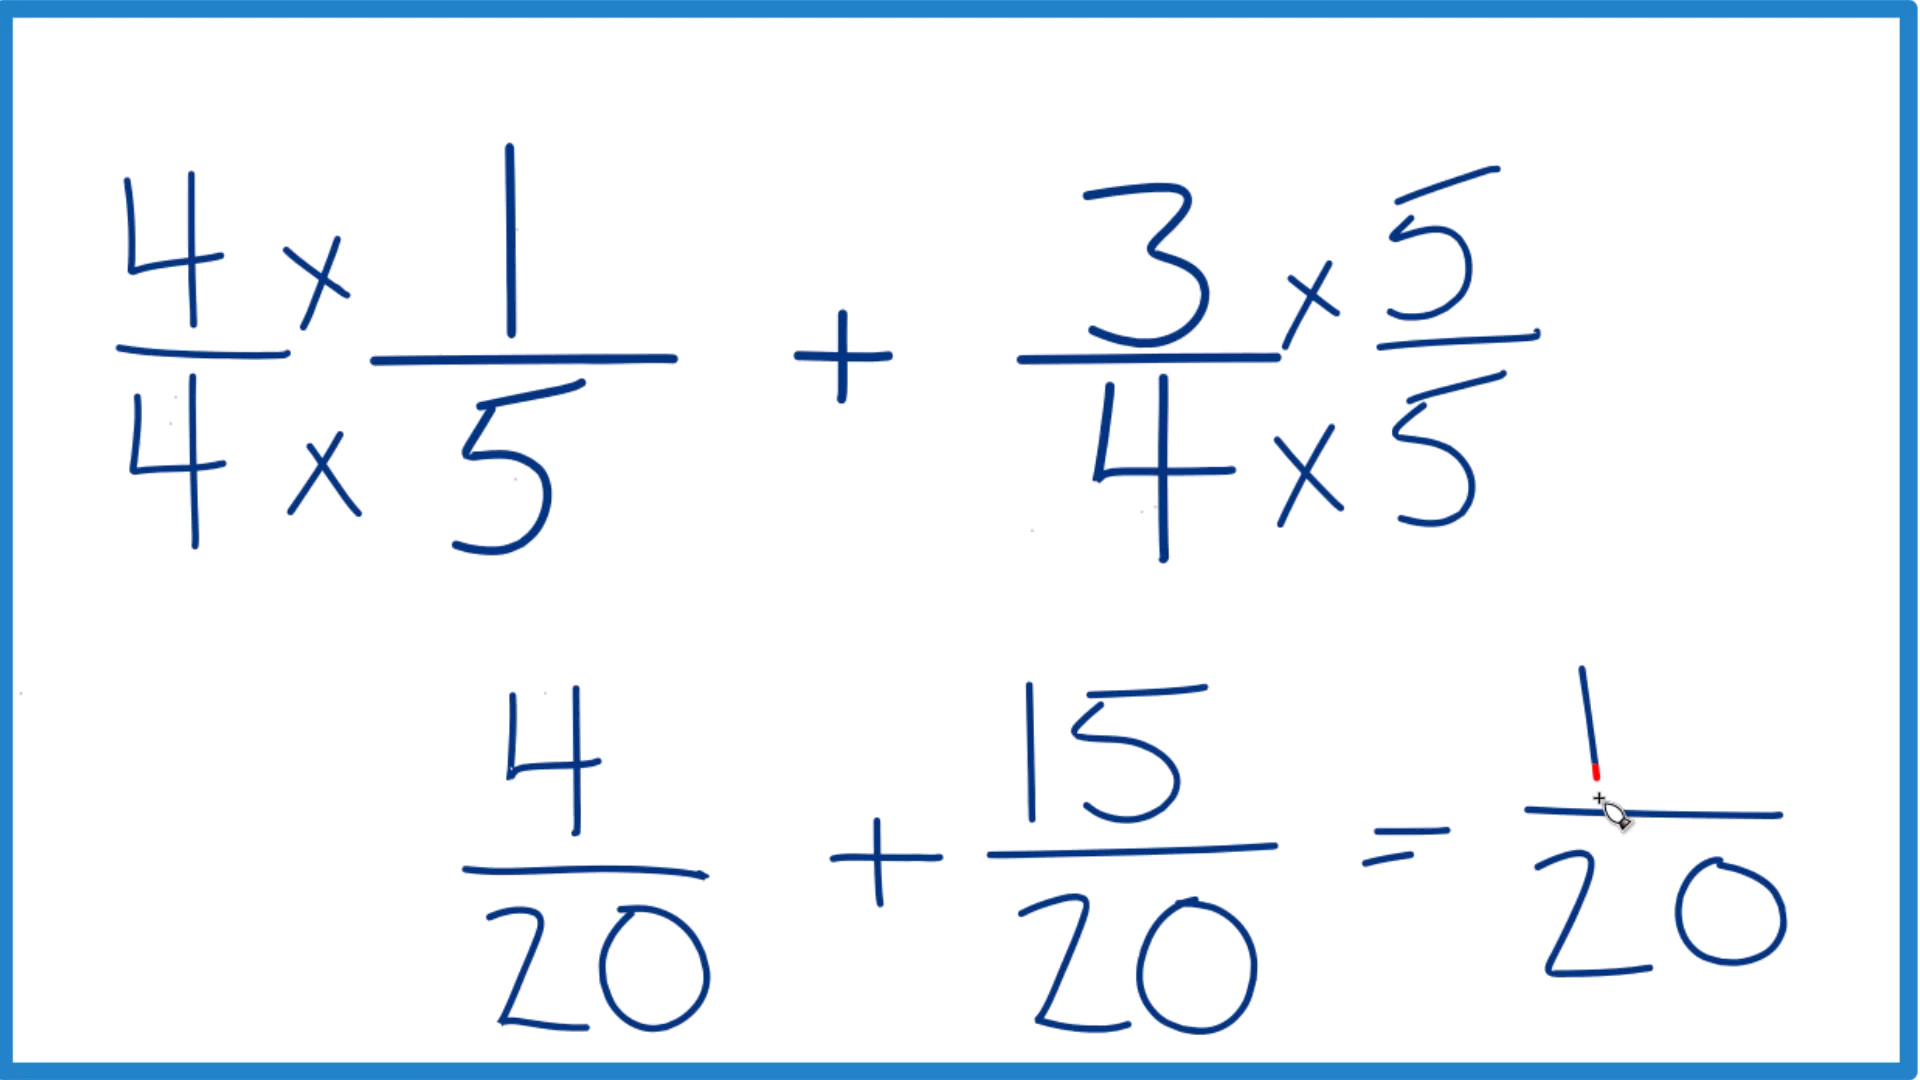 4/4 × 1/5 + 3/4 × 5/5
4/20 + 15/20 = 1/20